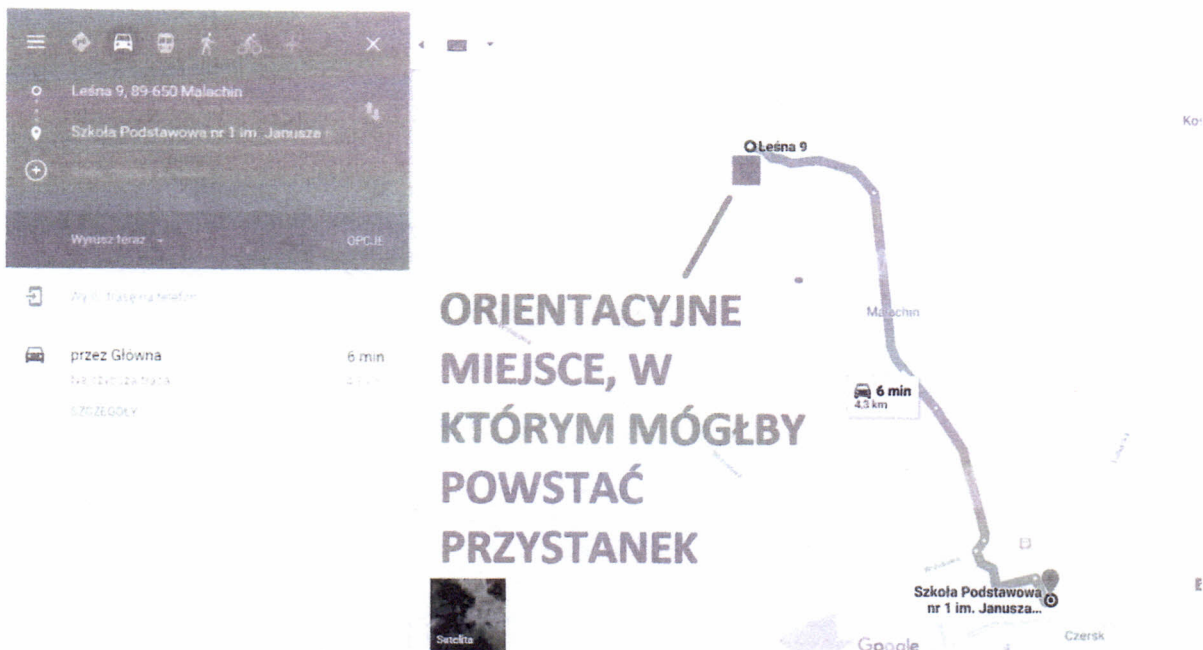 Leśna 9, 89-650 Malachin
Szkoła Podstawowa nr 1 im. Janusza
Wyrusz teraz
OPCJE
przez Główna
6 min
SZCZEGÓŁY
Leśna 9
Malachin
6 min
4,3 km
ORIENTACYJNE
MIEJSCE, W
KTÓRYM MÓGŁBY
POWSTAĆ
PRZYSTANEK
Szkoła Podstawowa
nr 1 im. Janusza...
Satelita
Google
Czersk